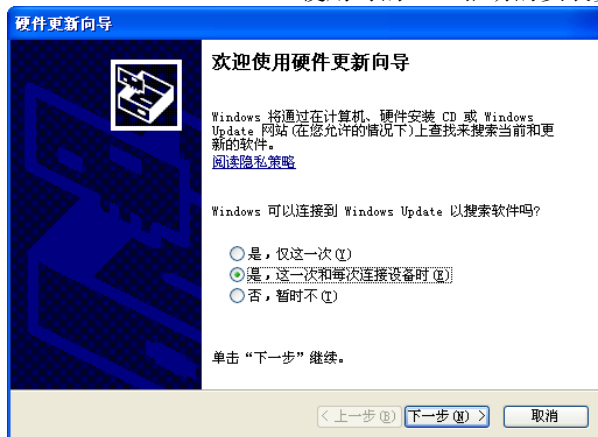 硬件更新向导
欢迎使用硬件更新向导
Windows 将通过在计算机、硬件安装 CD 或 Windows
Update 网站(在您允许的情况下)上查找来搜索当前和更
新的软件。
阅读隐私策略
Windows 可以连接到 Windows Update 以搜索软件吗?
是，仅这一次(Y)
是，这一次和每次连接设备时(E)
否，暂时不(T)
单击“下一步”继续。
< 上一步(B)
下一步(N) >
取消